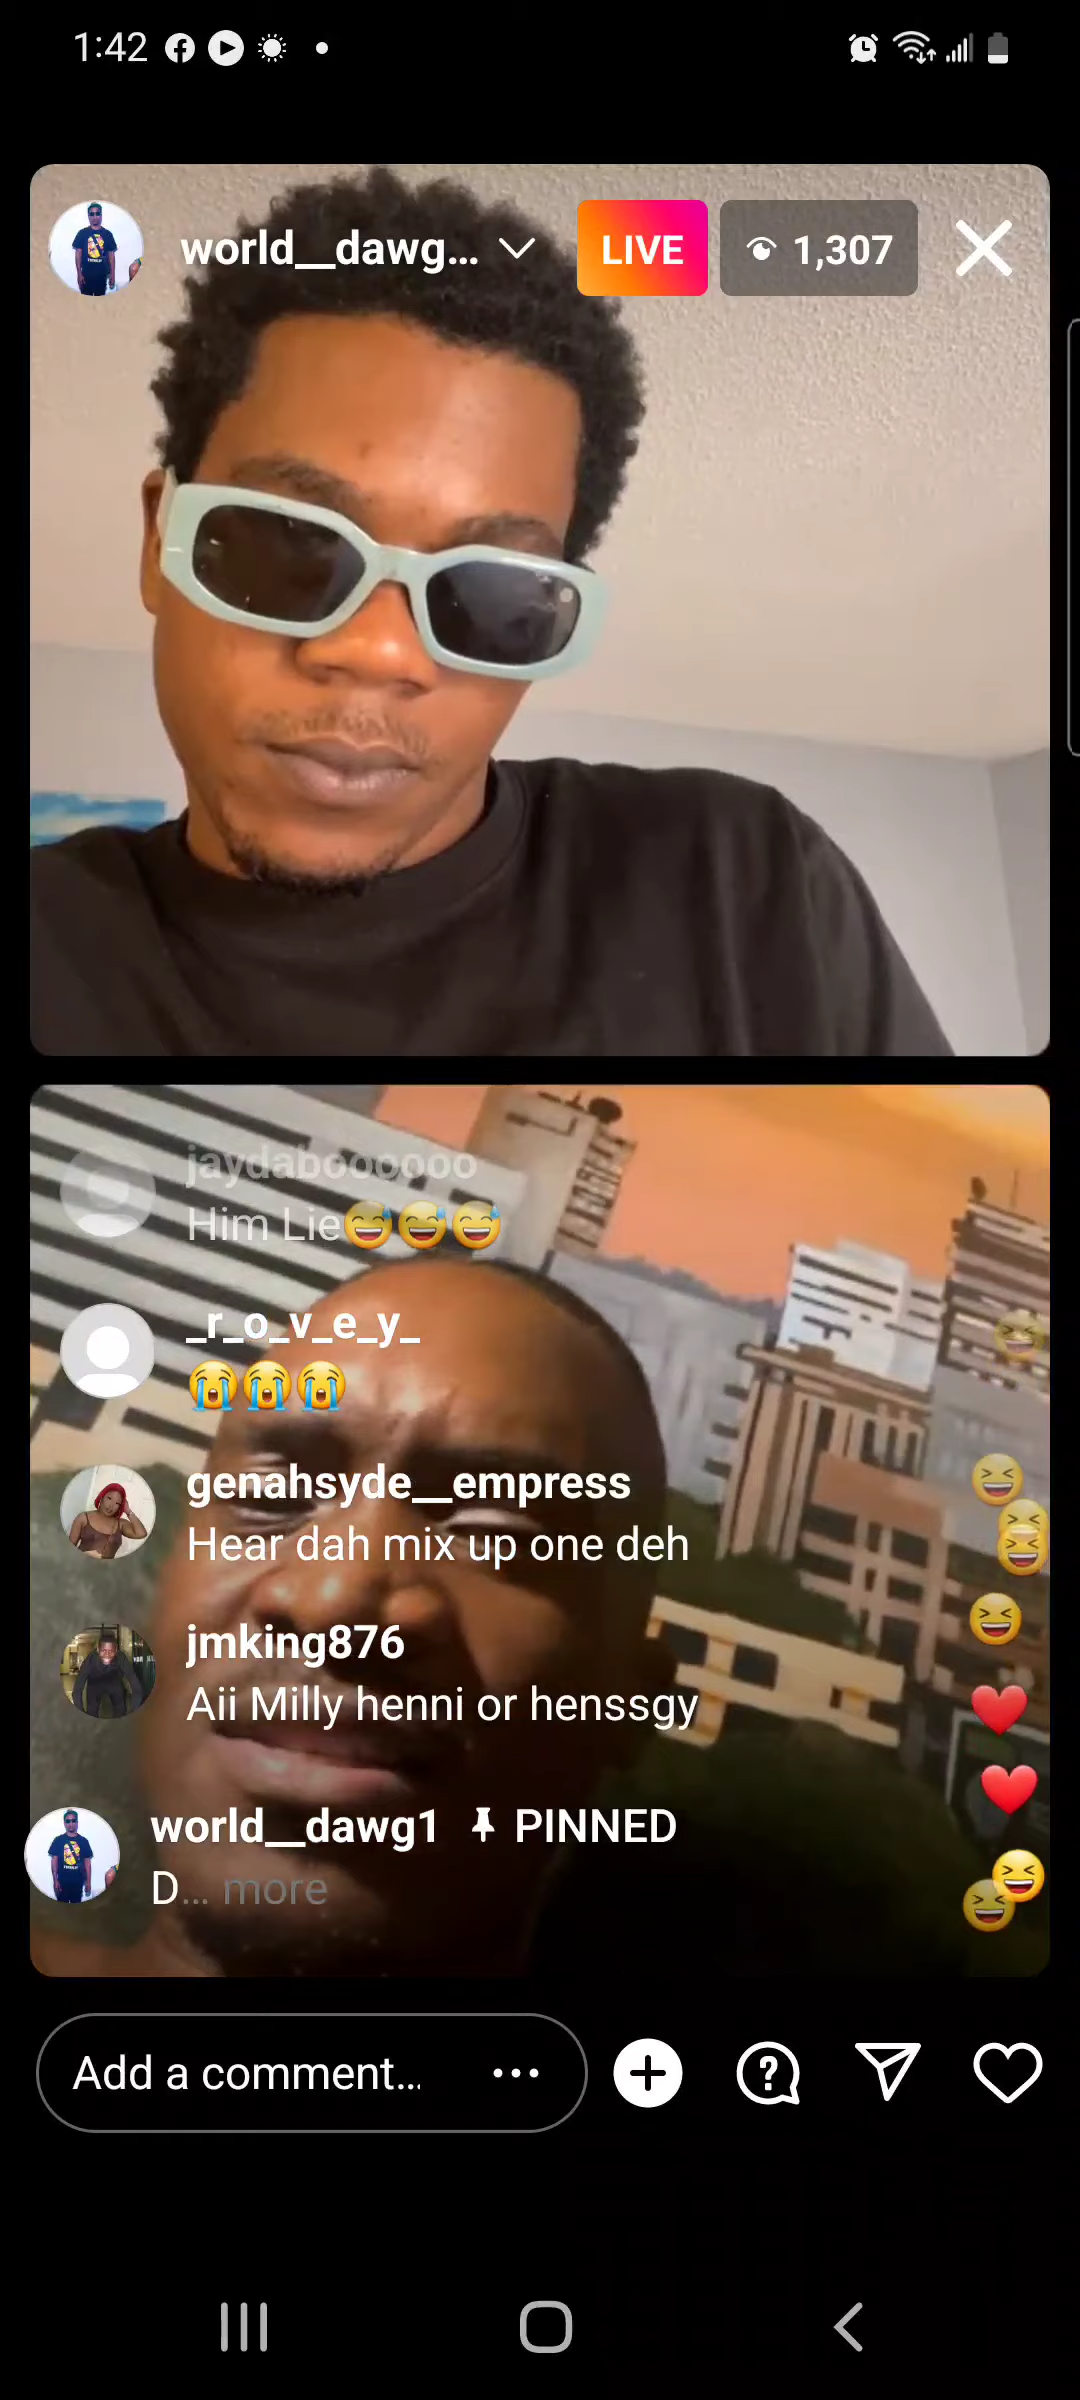 1:42
world__dawg...
LIVE
1,307
jaydaboooooo
Him Lie😅😅😅
_r_o_v_e_y_
😭😭😭
genahsyde__empress
Hear dah mix up one deh
jmking876
Aii Milly henni or henssgy
world__dawg1 PINNED
D... more
Add a comment...